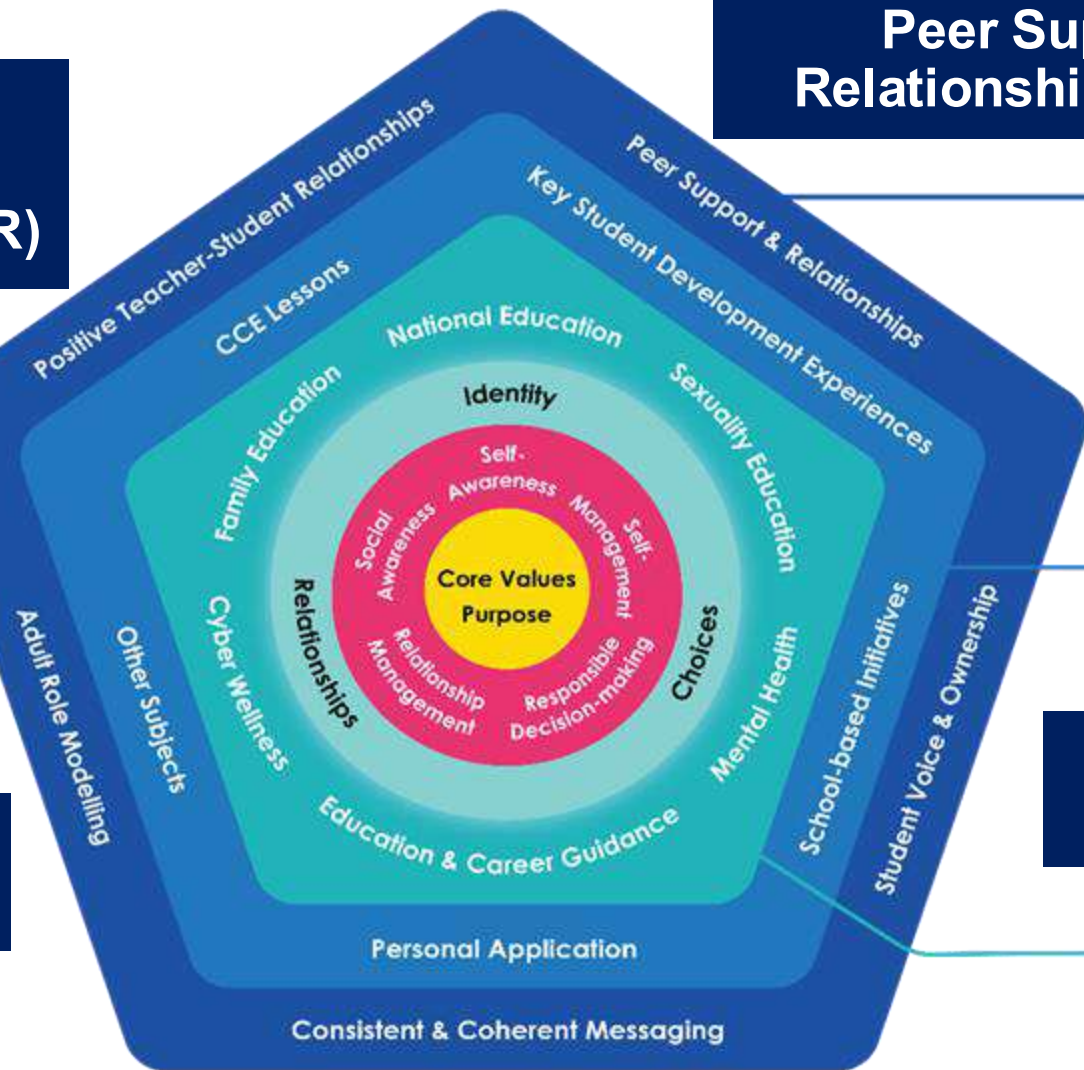 Peer
Relationshi
R)
Positive Teacher-Student Relationships
Peer Support & Relationships
Student Voice & Ownership
Consistent & Coherent Messaging
Adult Role Modelling
CCE Lessons
Key Student Development Experiences
School-based Initiatives
Personal Application
Other Subjects
National Education
Sexuality Education
Mental Health
Education & Career Guidance
Cyber Wellness
Family Education
Identity
Choices
Relationships
Self-
Awareness
Self-
Management
Responsible
Decision-making
Relationship
Management
Social
Awareness
Core Values
Purpose